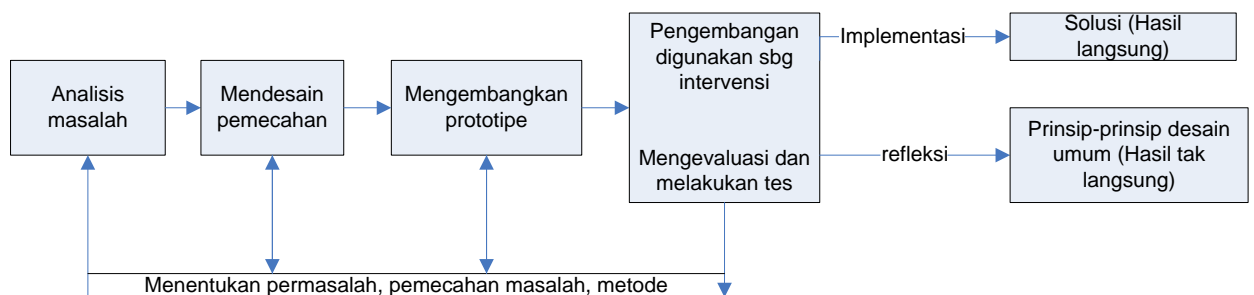 Analisis
masalah
Mendesain
pemecahan
Mengembangkan
prototipe
Pengembangan
digunakan sbg
intervensi
Mengevaluasi dan
melakukan tes
Implementasi
Solusi (Hasil
langsung)
refleksi
Prinsip-prinsip desain
umum (Hasil tak
langsung)
Menentukan permasalah, pemecahan masalah, metode